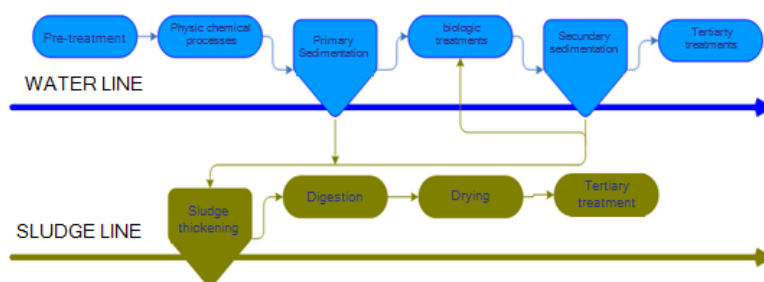 Pre-treatment
Physic chemical
processes
Primary
Sedimentation
biologic
treatments
Secundary
sedimentation
Tertiarty
treatments
WATER LINE
Sludge
thickening
Digestion
Drying
Tertiary
treatment
SLUDGE LINE